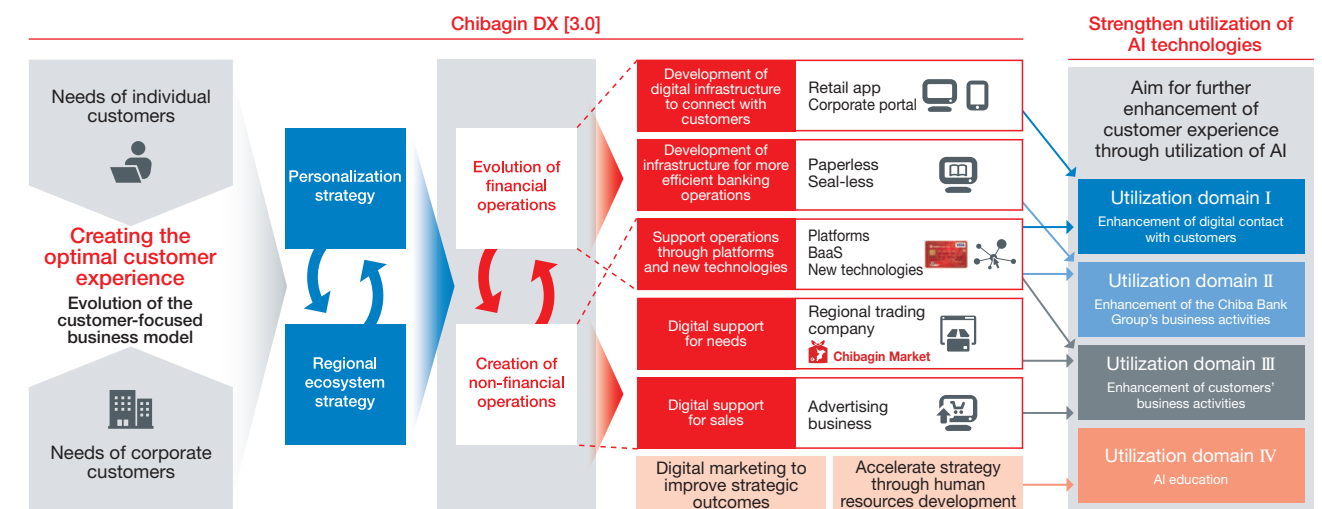 Chibagin DX [3.0]
Strengthen utilization of
AI technologies
Needs of individual
customers
Creating the
optimal customer
experience
Evolution of the
customer-focused
business model
Needs of corporate
customers
Personalization
strategy
Regional
ecosystem
strategy
Evolution of
financial
operations
Creation of
non-financial
operations
Development of
digital infrastructure
to connect with
customers
Retail app
Corporate portal
Development of
infrastructure for more
efficient banking
operations
Paperless
Seal-less
Support operations
through platforms
and new technologies
Platforms
BaaS
New technologies
Digital support
for needs
Regional trading
company
Chibagin Market
Digital support
for sales
Advertising
business
Digital marketing to
improve strategic
outcomes
Accelerate strategy
through human
resources development
Aim for further
enhancement of
customer experience
through utilization of AI
Utilization domain Ⅰ
Enhancement of digital contact
with customers
Utilization domain Ⅱ
Enhancement of the Chiba Bank
Group's business activities
Utilization domain Ⅲ
Enhancement of customers'
business activities
Utilization domain Ⅳ
AI education